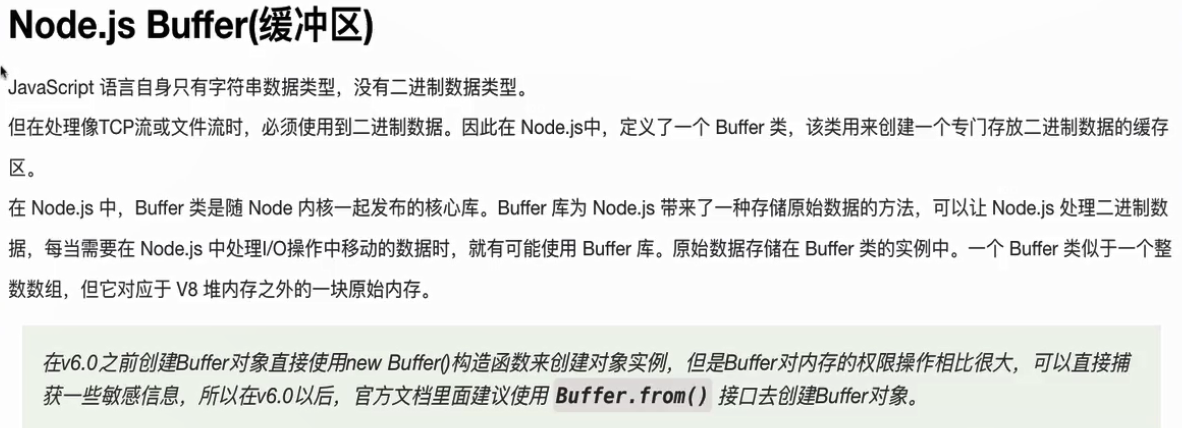 Node.js Buffer(缓冲区)
JavaScript 语言自身只有字符串数据类型，没有二进制数据类型。
但在处理像TCP流或文件流时，必须使用到二进制数据。因此在 Node.js中，定义了一个 Buffer 类，该类用来创建一个专门存放二进制数据的缓存
区。
在 Node.js 中，Buffer 类是随 Node 内核一起发布的核心库。Buffer 库为 Node.js 带来了一种存储原始数据的方法，可以让 Node.js 处理二进制数
据，每当需要在 Node.js 中处理I/O操作中移动的数据时，就有可能使用 Buffer 库。原始数据存储在 Buffer 类的实例中。一个 Buffer 类似于一个整
数数组，但它对应于 V8 堆内存之外的一块原始内存。
在v6.0之前创建Buffer对象直接使用new Buffer()构造函数来创建对象实例，但是Buffer对内存的权限操作相比很大，可以直接捕
获一些敏感信息，所以在v6.0以后，官方文档里面建议使用 Buffer.from() 接口去创建Buffer对象。